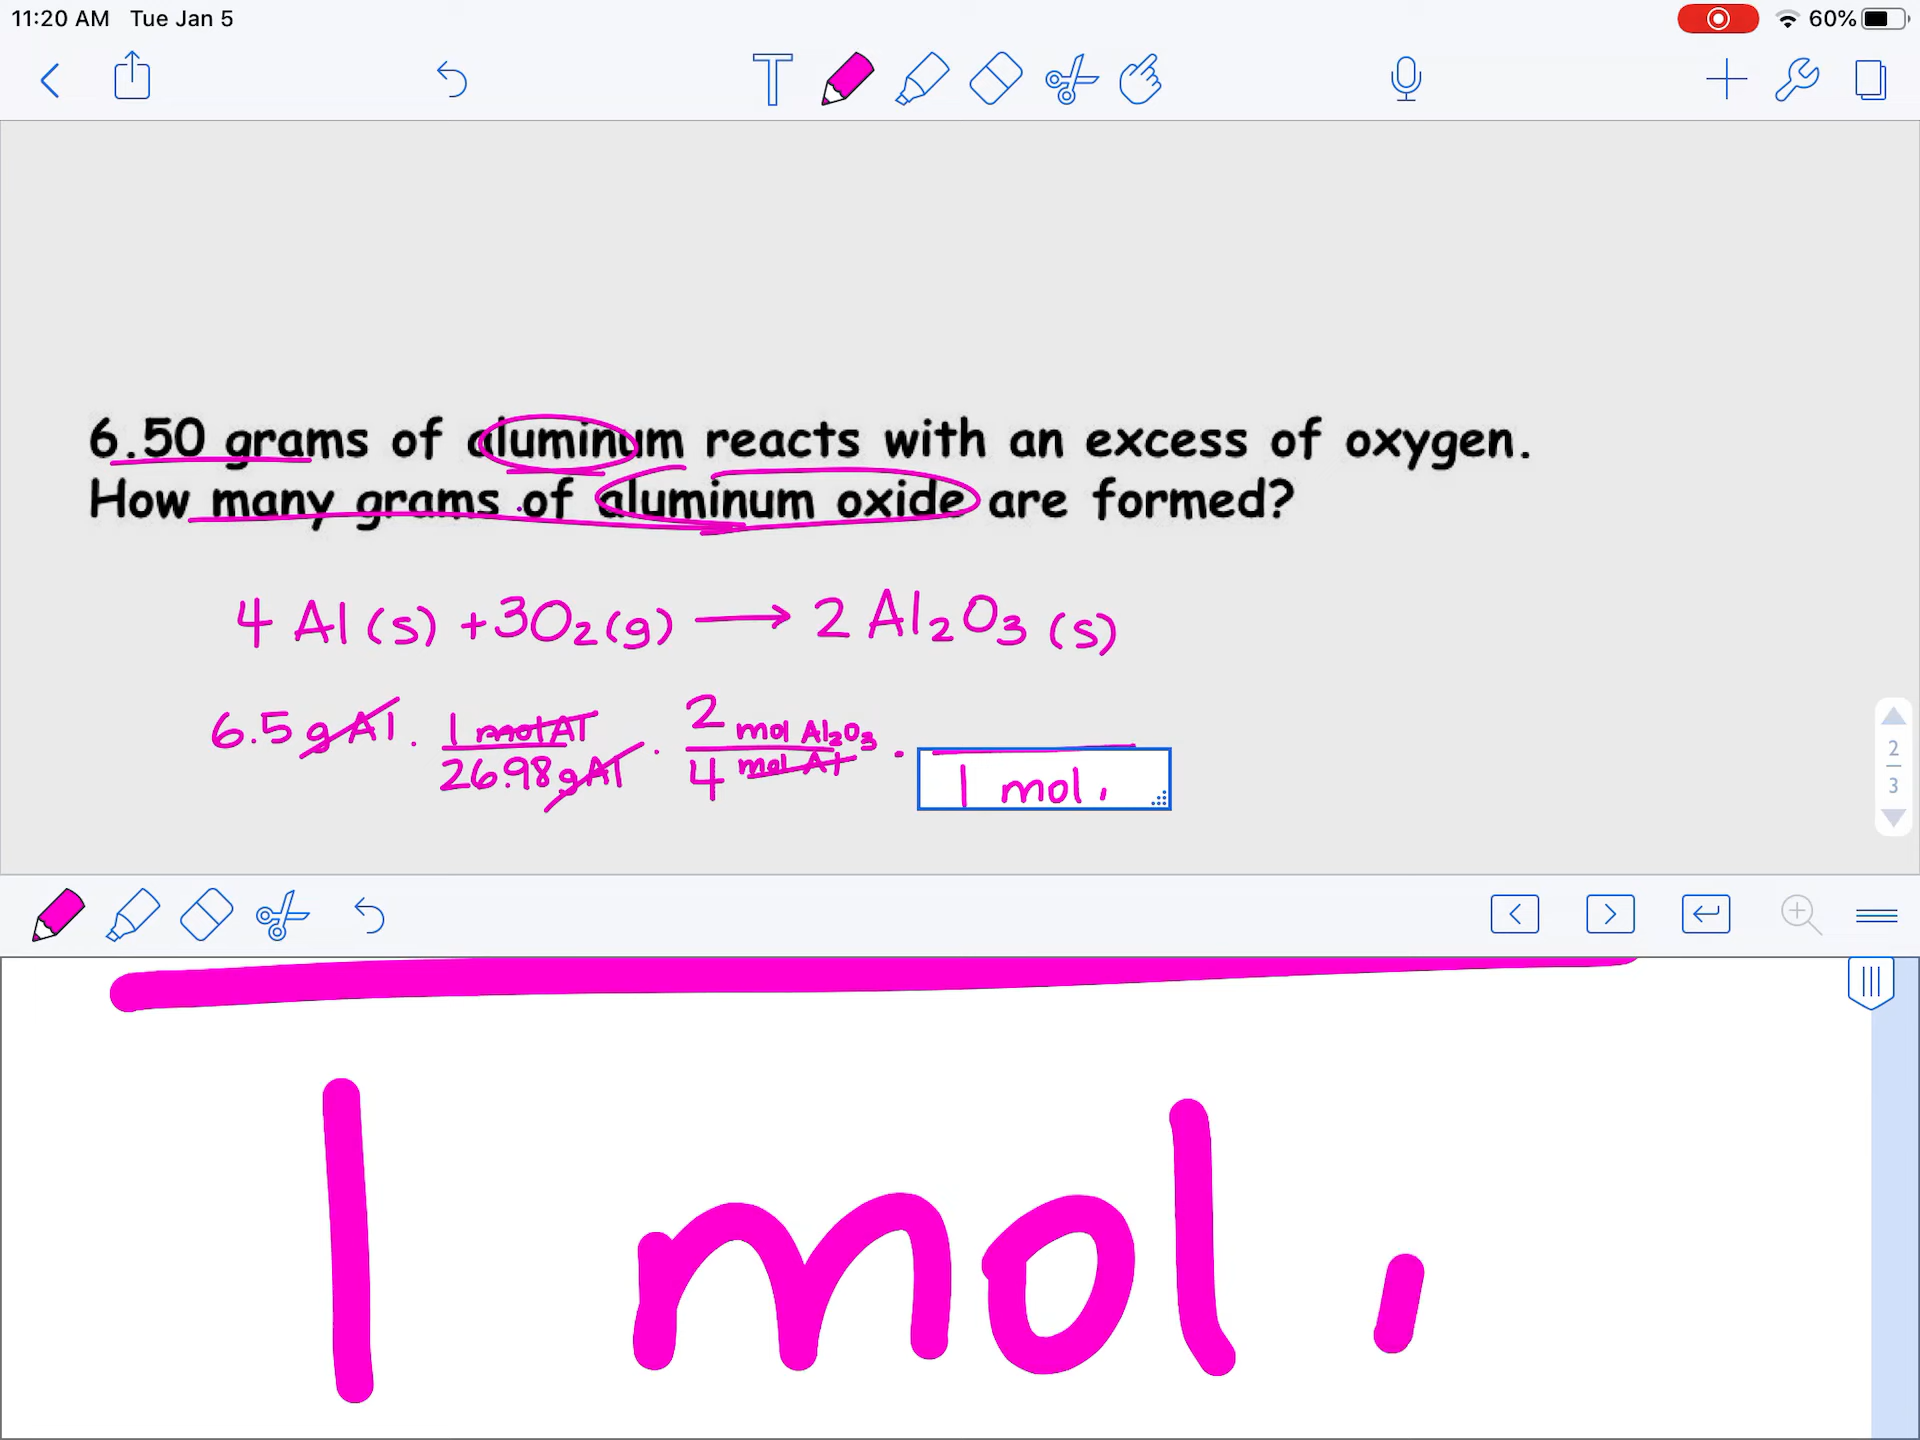 11:20 AM Tue Jan 5 60%
T
6.50 grams of aluminum reacts with an excess of oxygen.
How many grams of aluminum oxide are formed?
4 Al(s) + 3O₂(g) → 2 Al₂O₃ (s)
6.5 g Al · 1 mol Al / 26.98 g Al · 2 mol Al₂O₃ / 4 mol Al ·
1 mol
2
3
1 mol